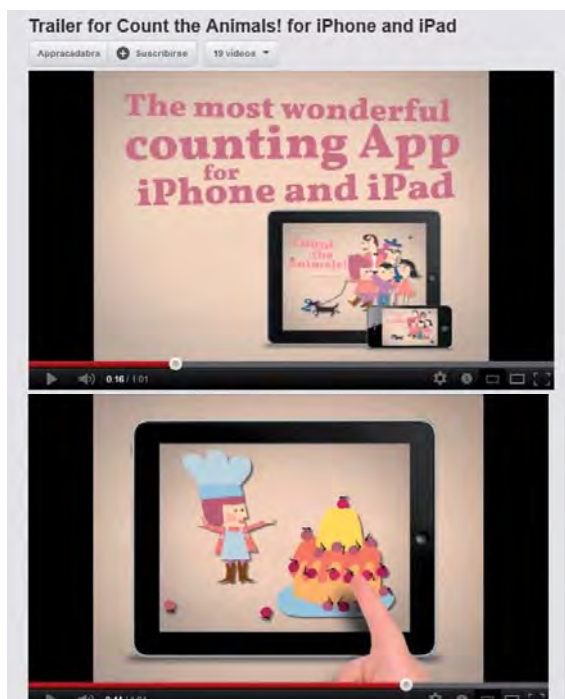 Trailer for Count the Animals! for iPhone and iPad
Appracadabra Suscribirse 19 videos
The most wonderful
counting App
for
iPhone and iPad
Count
the
Animals!
0:16 / 1:01